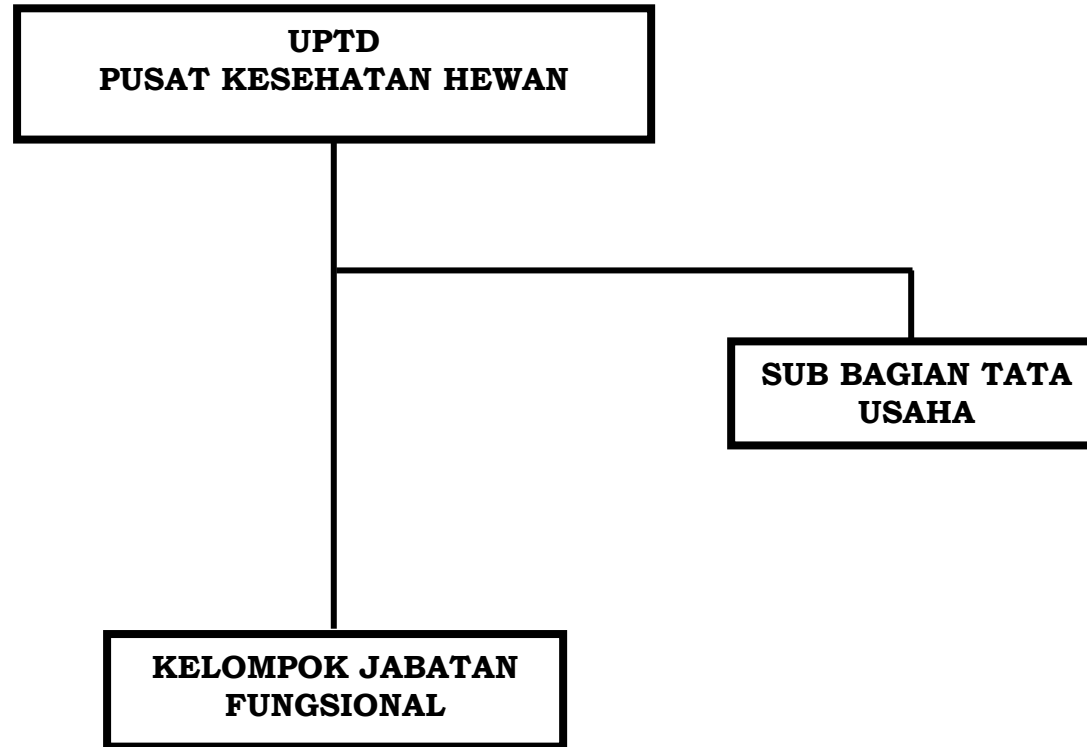 UPTD
PUSAT KESEHATAN HEWAN
SUB BAGIAN TATA
USAHA
KELOMPOK JABATAN
FUNGSIONAL